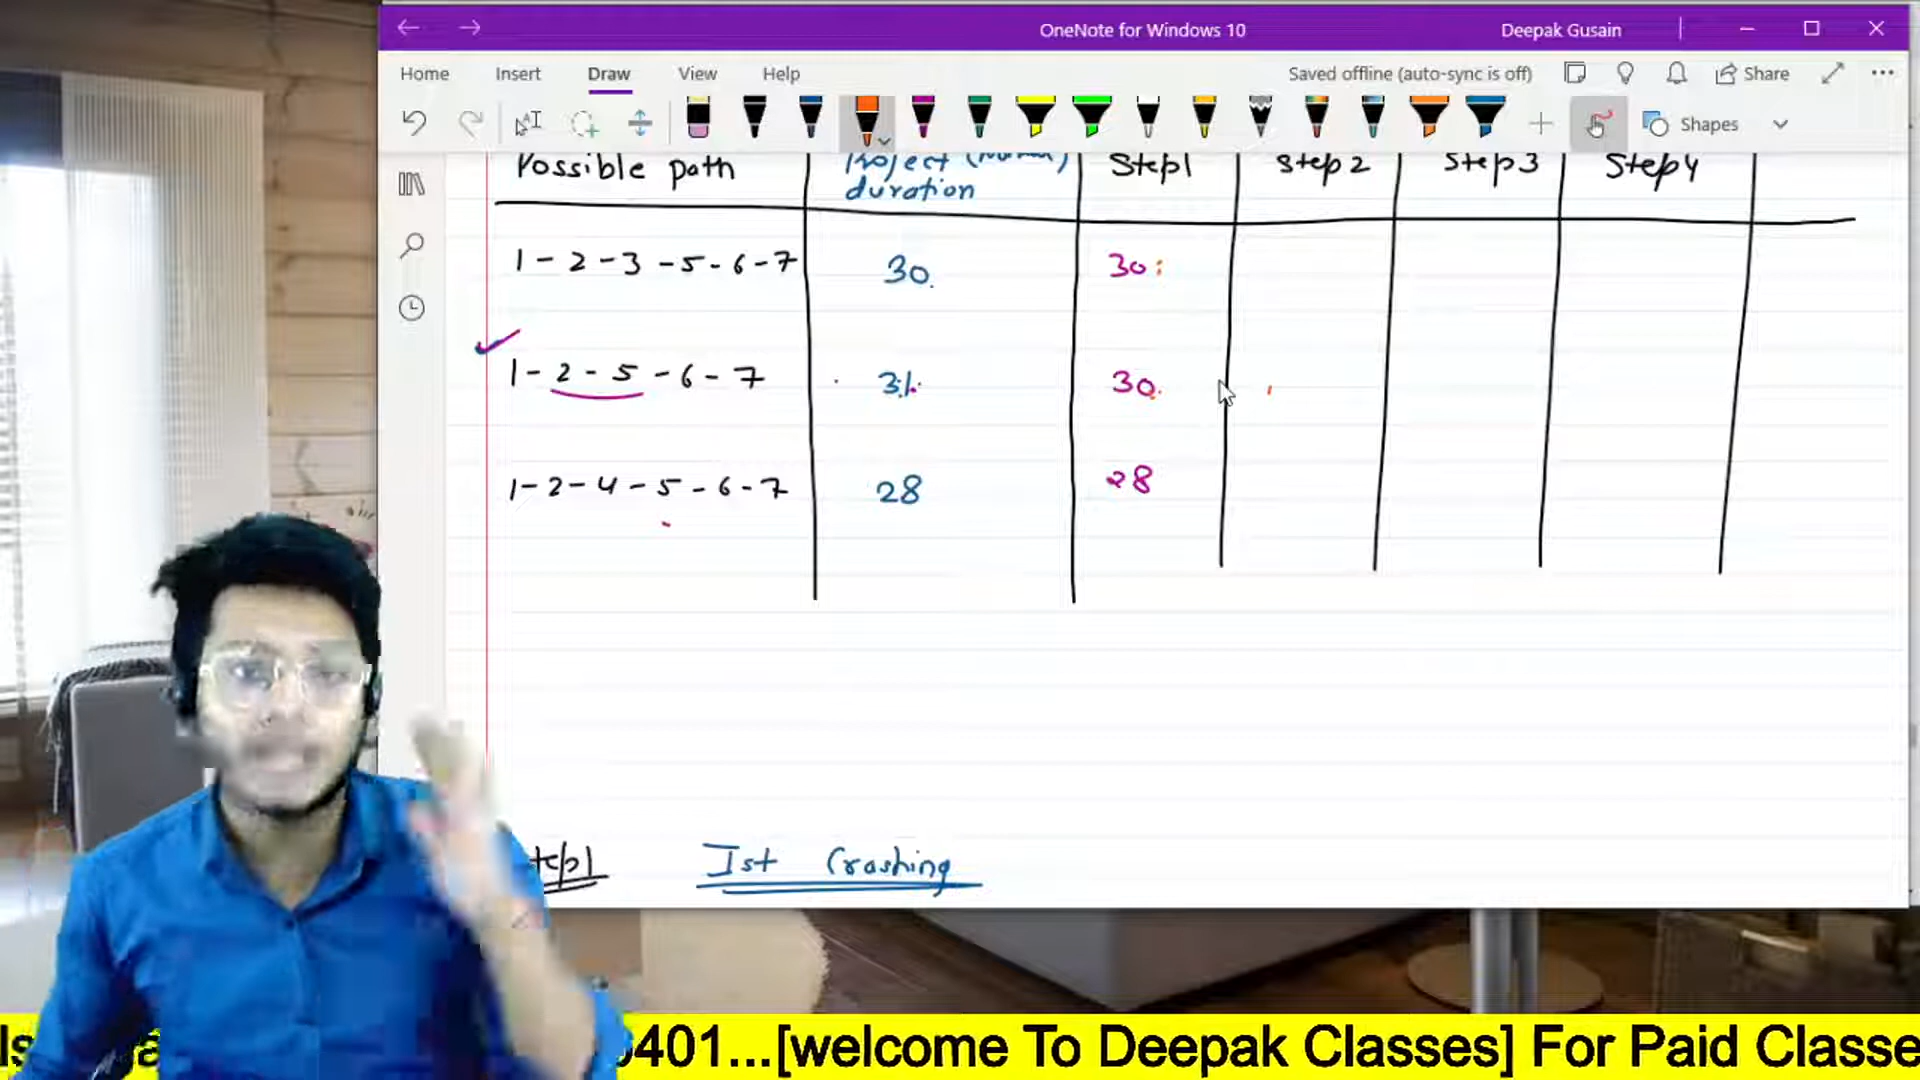 OneNote for Windows 10
Deepak Gusain
Home Insert Draw View Help
Saved offline (auto-sync is off)
Share
Shapes
Possible path
Project
duration
Step1 Step2 Step3 Step4
1-2-3-5-6-7 30 30
1-2-5-6-7 31 30
1-2-4-5-6-7 28 28
Ist Crashing
0401...[welcome To Deepak Classes] For Paid Classe